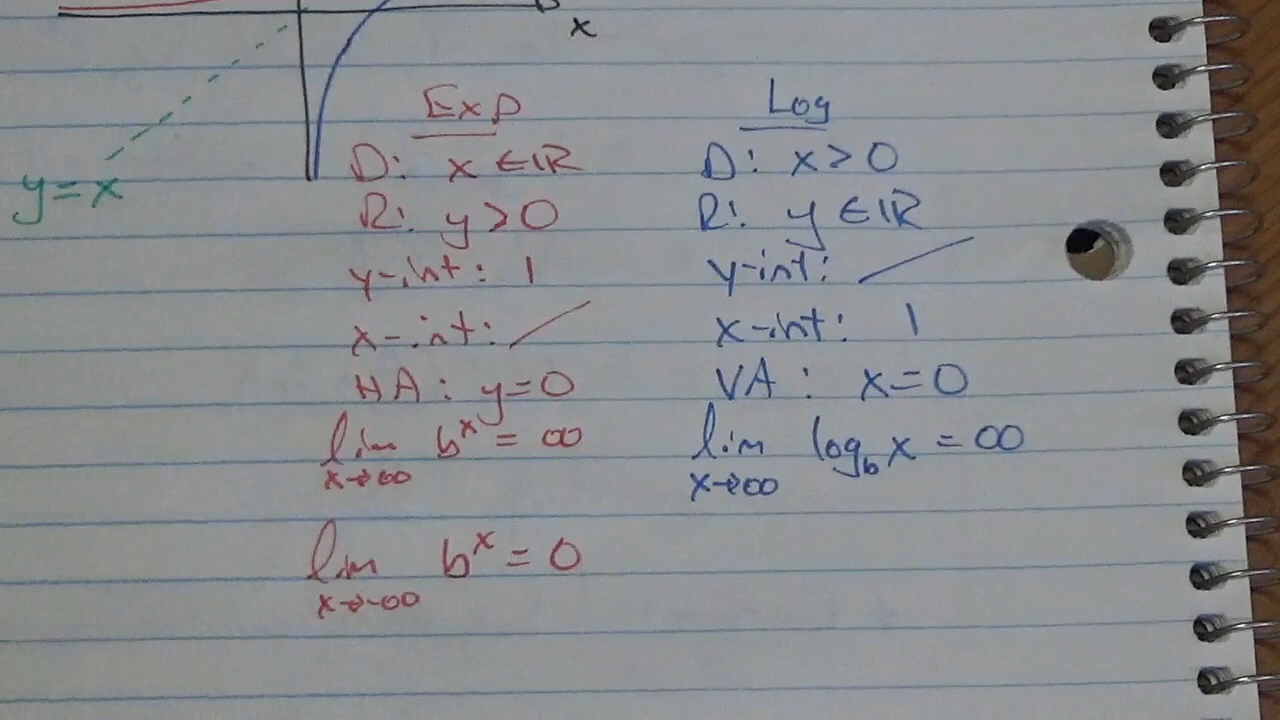 x
y=x
Exp
D: x ∈ ℝ
R: y > 0
y-int: 1
x-int: /
HA: y=0
lim b^x = ∞
x→∞
lim b^x = 0
x→-∞
Log
D: x > 0
R: y ∈ ℝ
y-int: /
x-int: 1
VA: x=0
lim log_b x = ∞
x→∞